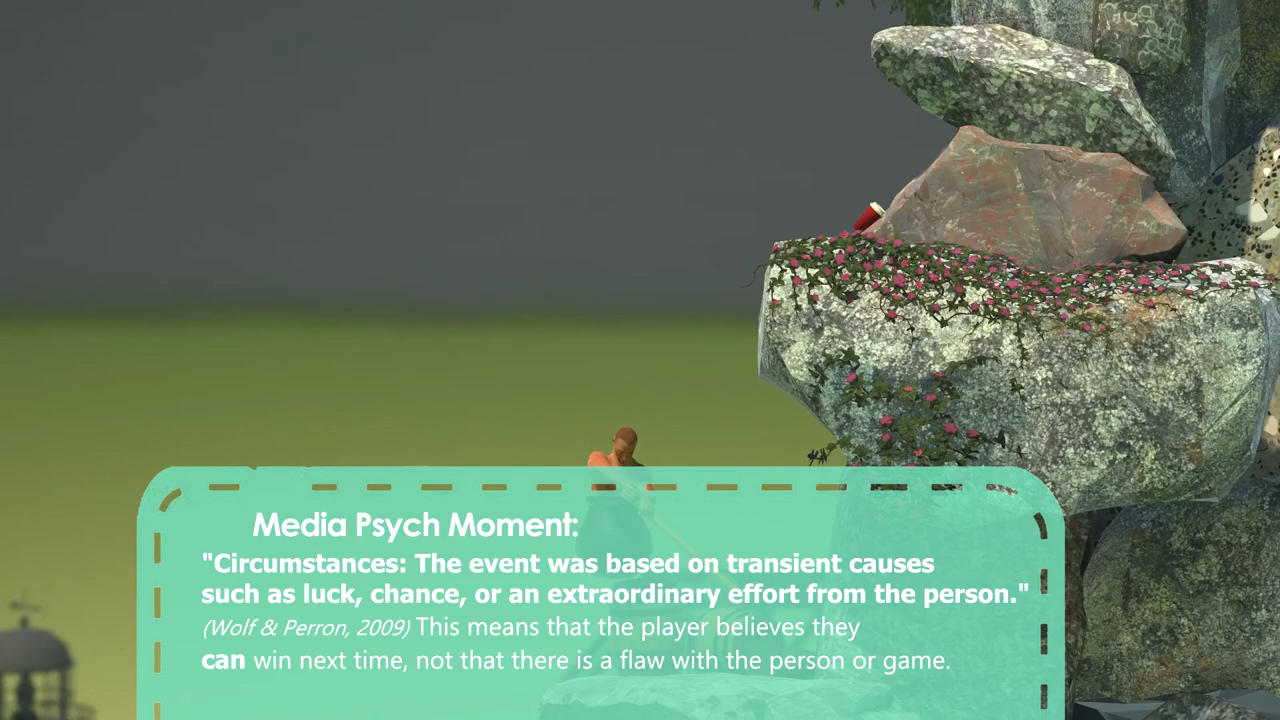 Media Psych Moment:
"Circumstances: The event was based on transient causes
such as luck, chance, or an extraordinary effort from the person."
(Wolf & Perron, 2009) This means that the player believes they
can win next time, not that there is a flaw with the person or game.